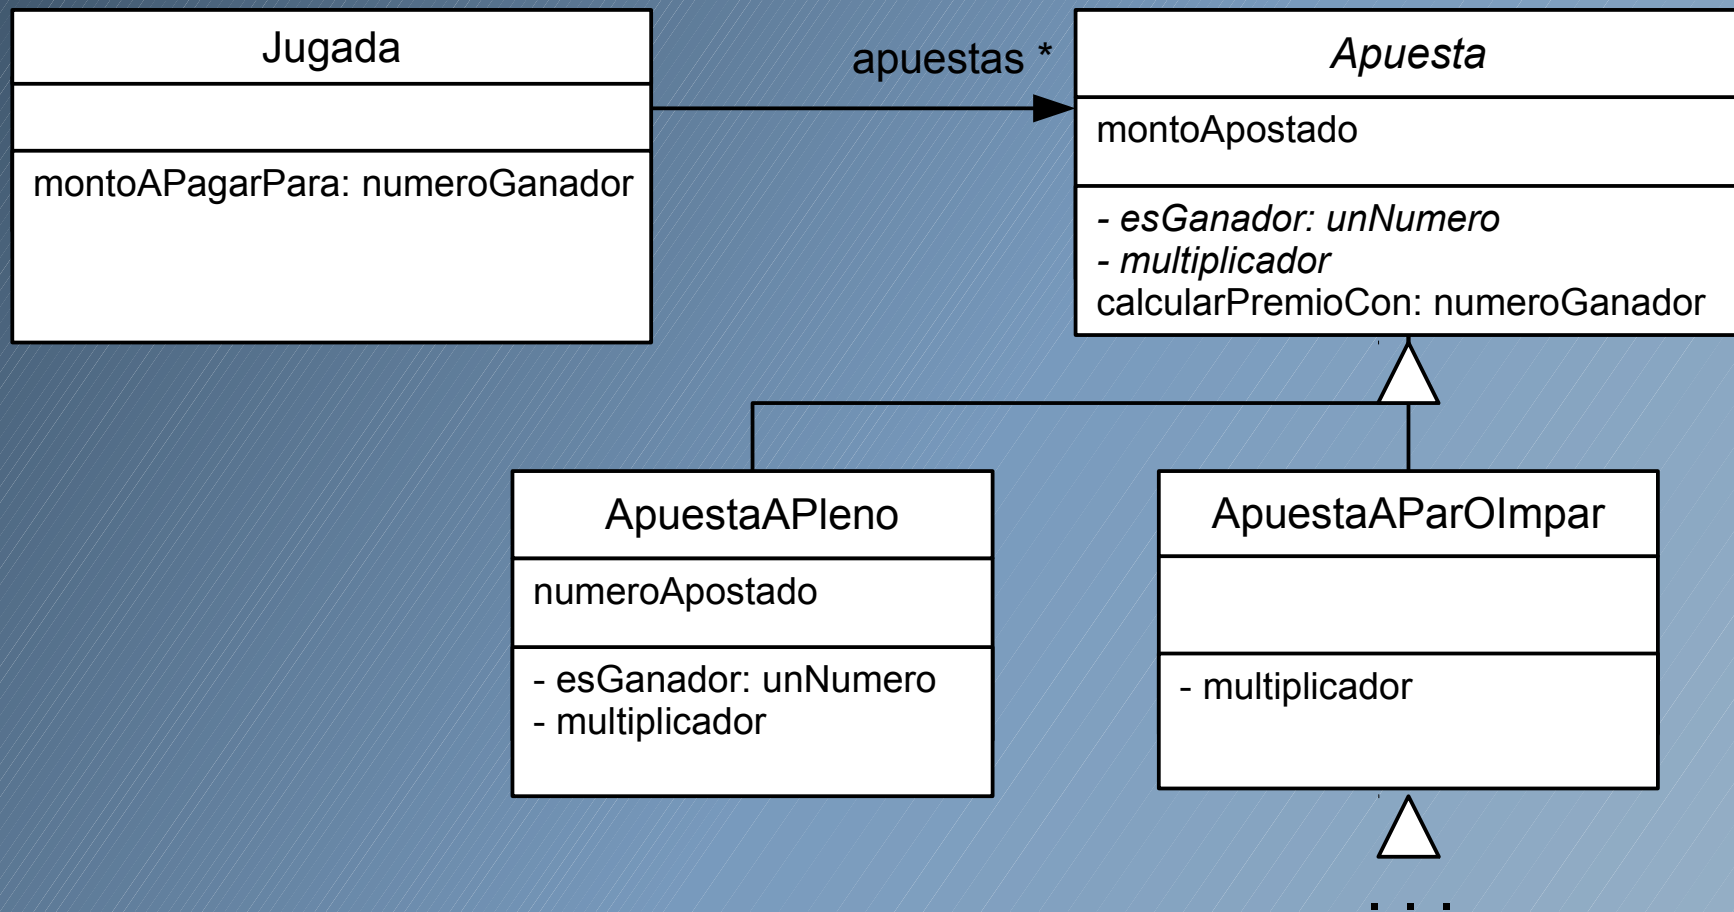 Jugada
montoAPagarPara: numeroGanador
apuestas *
Apuesta
montoApostado
- esGanador: unNumero
- multiplicador
calcularPremioCon: numeroGanador
ApuestaAPleno
numeroApostado
- esGanador: unNumero
- multiplicador
ApuestaAParOImpar
- multiplicador
. . .